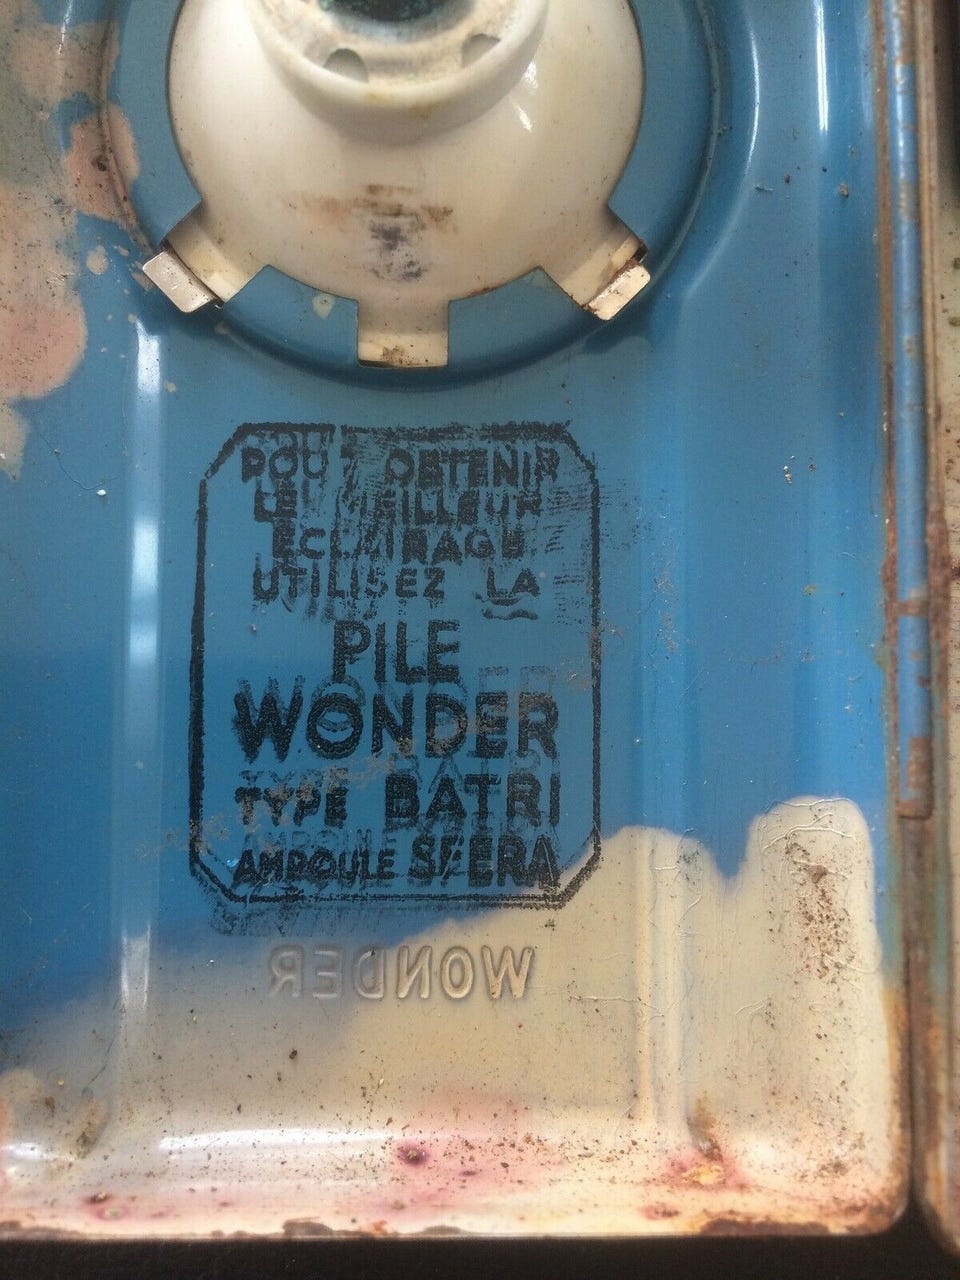 POUR OBTENIR
LE MEILLEUR
ECLAIRAGE
UTILISEZ LA
PILE
WONDER
TYPE BATRI
AMPOULE SFERA
WONDER